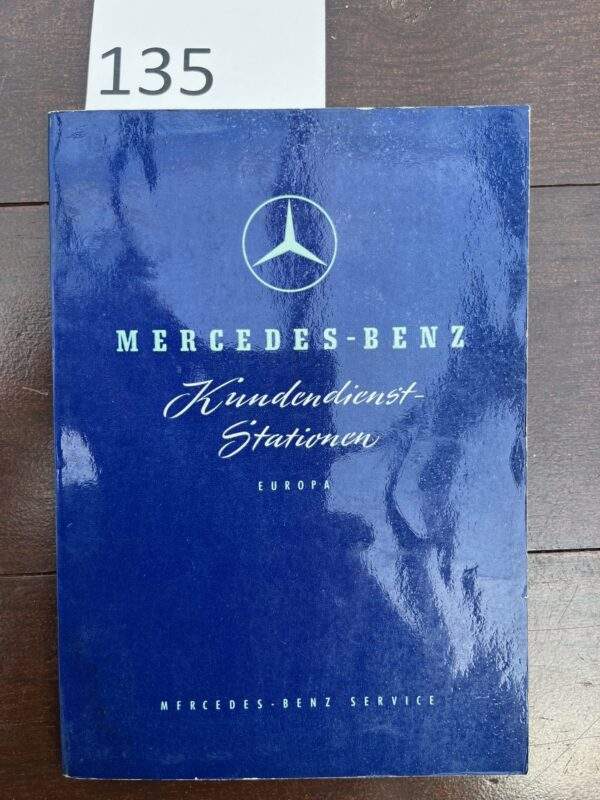 135
MERCEDES-BENZ
Kundendienst-
Stationen
EUROPA
MERCEDES-BENZ SERVICE